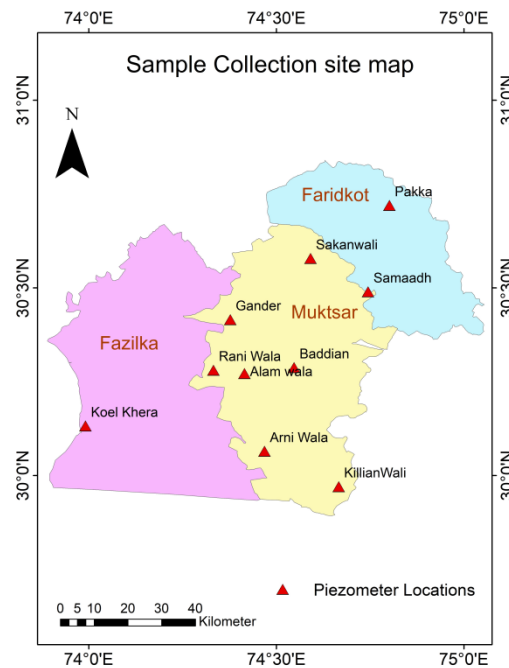 74°0'E 74°30'E 75°0'E
Sample Collection site map
31°0'N 31°0'N
N
Faridkot
Pakka
Sakanwali
Samaadh
30°30'N 30°30'N
Gander
Muktsar
Fazilka
Rani Wala
Baddian
Alam wala
Koel Khera
Arni Wala
KillianWali
30°0'N 30°0'N
Piezometer Locations
0 5 10 20 30 40
Kilometer
74°0'E 74°30'E 75°0'E